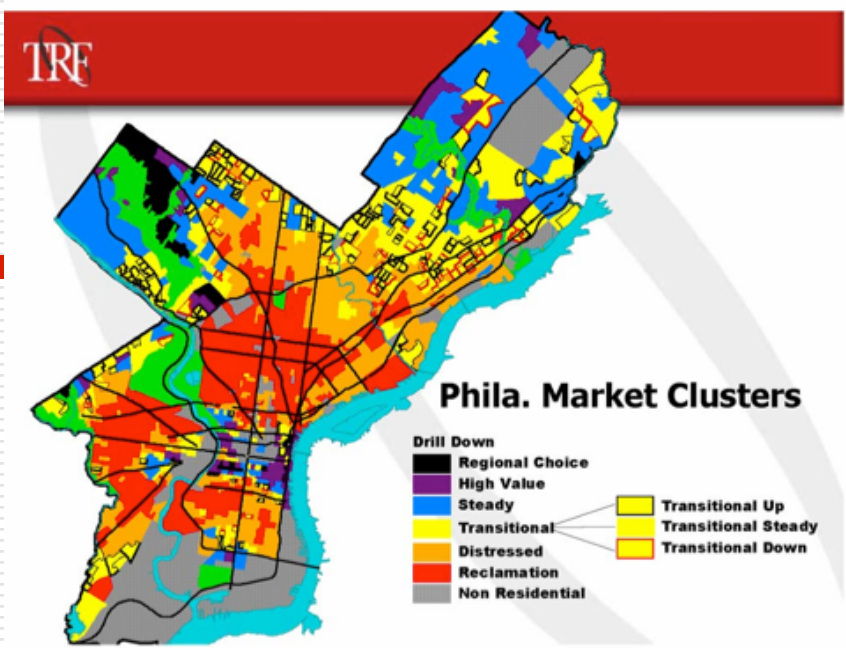 TRF
Phila. Market Clusters
Drill Down
Regional Choice
High Value
Steady
Transitional
Distressed
Reclamation
Non Residential
Transitional Up
Transitional Steady
Transitional Down